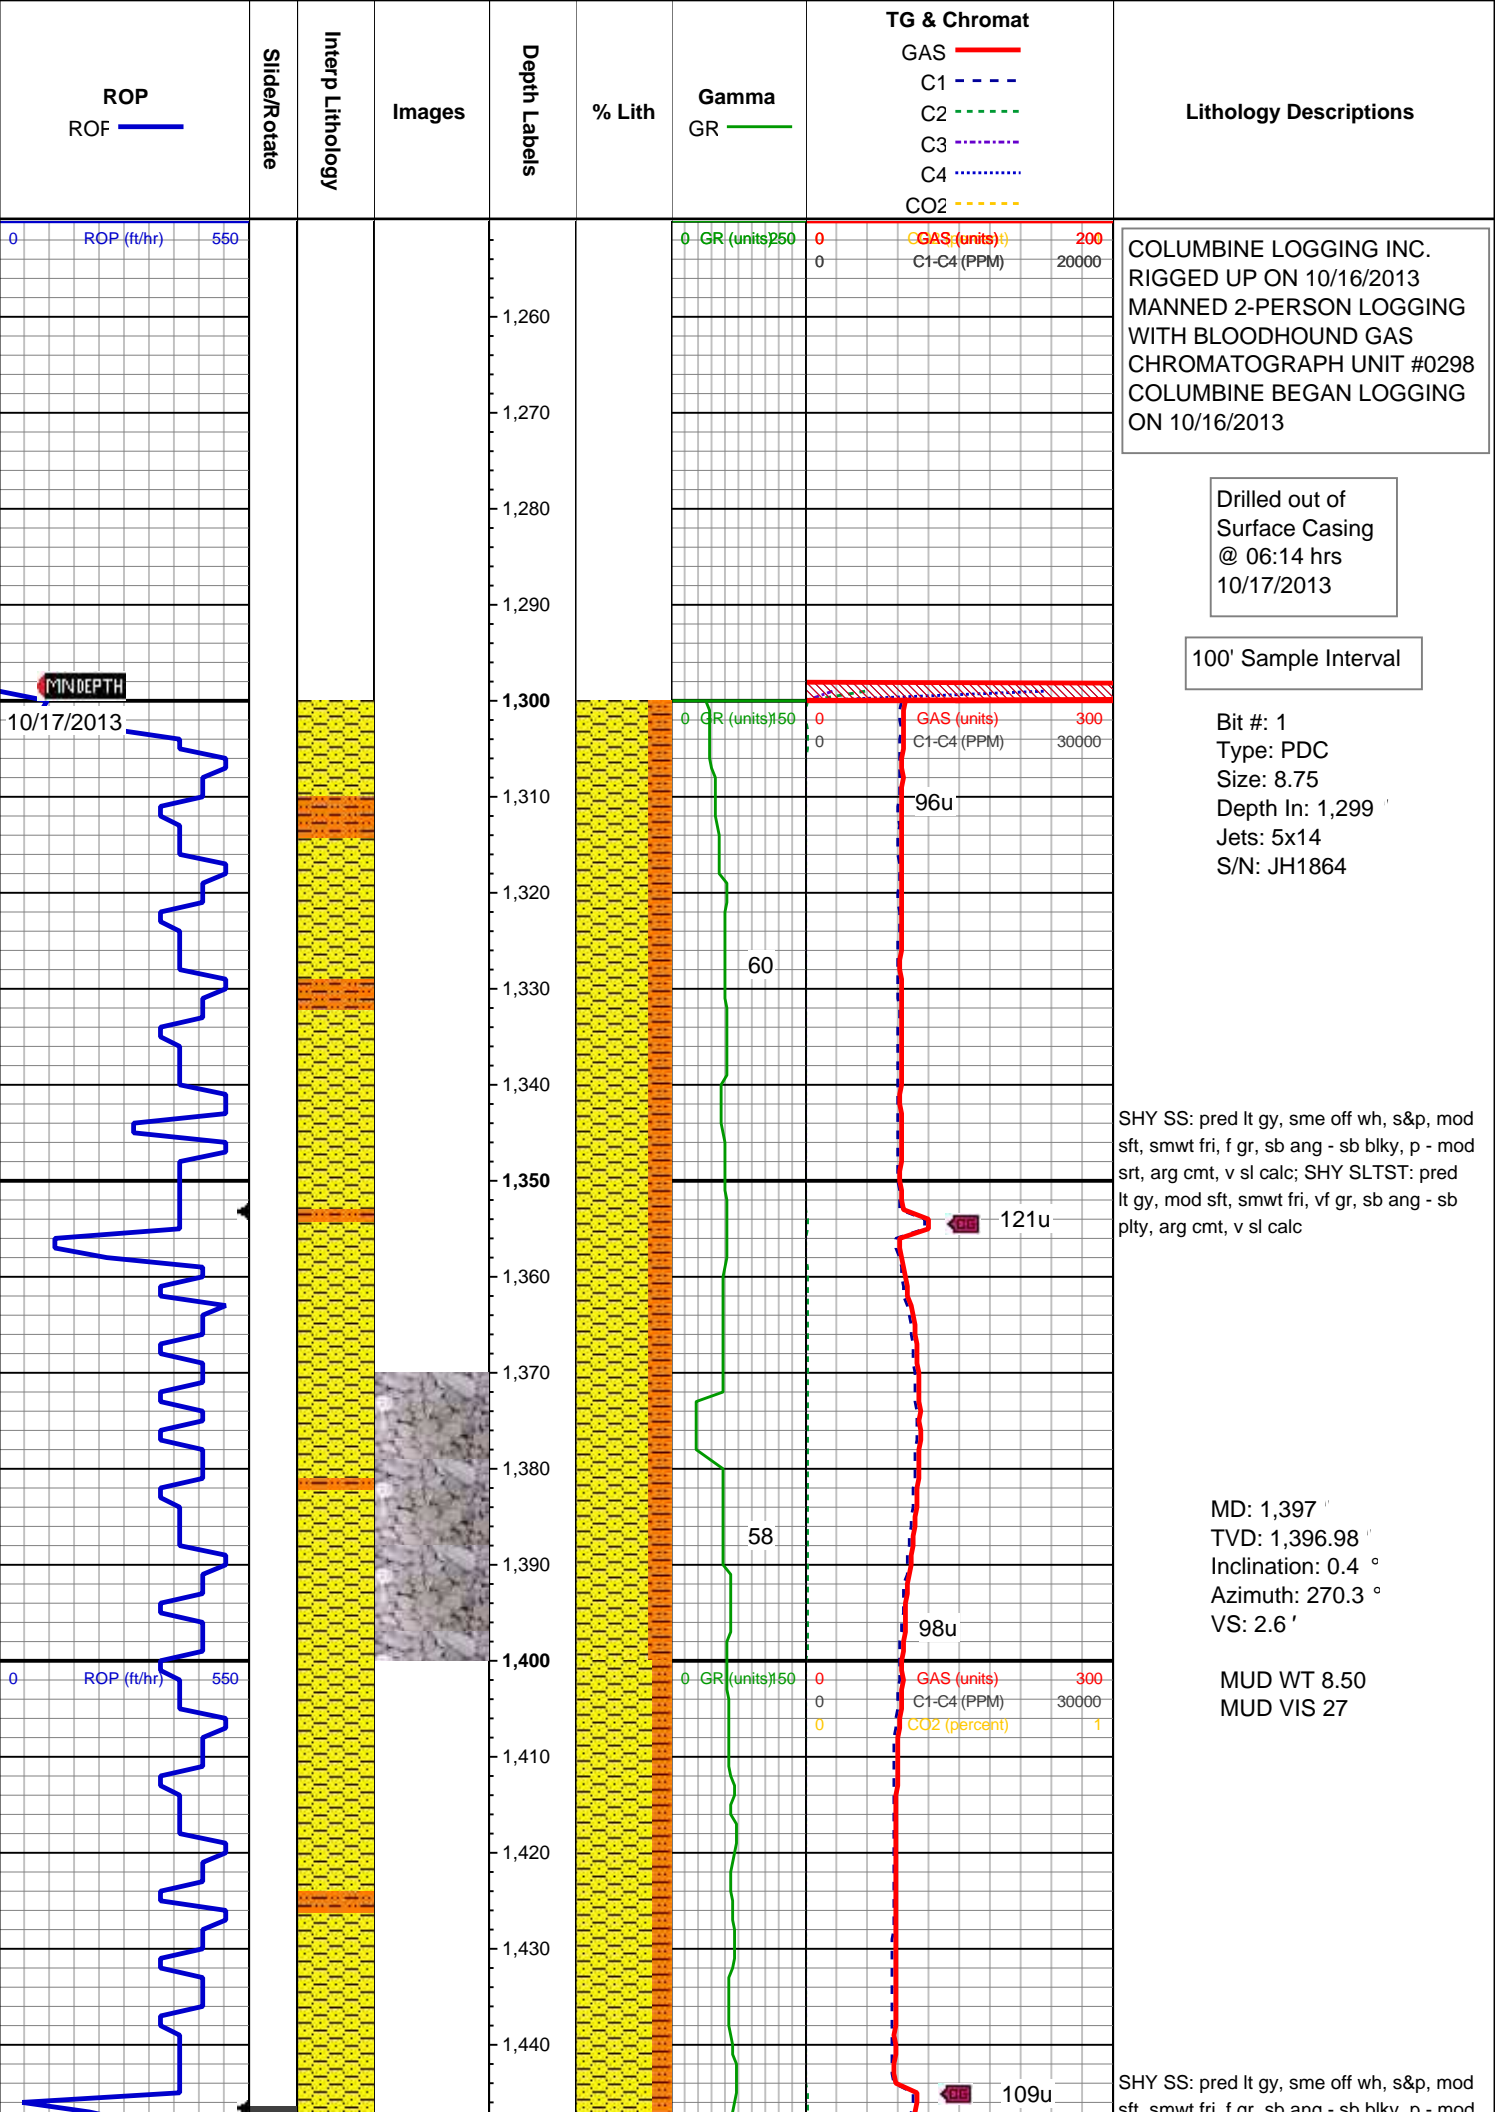 ROP
ROP
Slide/Rotate
Interp Lithology
Images
Depth Labels
% Lith
Gamma
GR
TG & Chromat
GAS
C1
C2
C3
C4
CO2
Lithology Descriptions
0 ROP (ft/hr) 550
0 GR (units) 250
0 GAS (units) 200
0 C1-C4 (PPM) 20000
COLUMBINE LOGGING INC.
RIGGED UP ON 10/16/2013
MANNED 2-PERSON LOGGING
WITH BLOODHOUND GAS
CHROMATOGRAPH UNIT #0298
COLUMBINE BEGAN LOGGING
ON 10/16/2013
1,260
1,270
1,280
Drilled out of
Surface Casing
@ 06:14 hrs
10/17/2013
1,290
100' Sample Interval
MNDEPTH
1,300
10/17/2013
0 GR (units) 150
0 GAS (units) 300
0 C1-C4 (PPM) 30000
Bit #: 1
Type: PDC
Size: 8.75
Depth In: 1,299 '
Jets: 5x14
S/N: JH1864
1,310
96u
1,320
60
1,330
1,340
SHY SS: pred lt gy, sme off wh, s&p, mod
sft, smwt fri, f gr, sb ang - sb blky, p - mod
srt, arg cmt, v sl calc; SHY SLTST: pred
lt gy, mod sft, smwt fri, vf gr, sb ang - sb
plty, arg cmt, v sl calc
1,350
CG 121u
1,360
1,370
1,380
58
1,390
MD: 1,397 '
TVD: 1,396.98 '
Inclination: 0.4 °
Azimuth: 270.3 °
VS: 2.6 '
98u
1,400
0 ROP (ft/hr) 550
0 GR (units) 150
0 GAS (units) 300
0 C1-C4 (PPM) 30000
0 CO2 (percent) 1
MUD WT 8.50
MUD VIS 27
1,410
1,420
1,430
1,440
CG 109u
SHY SS: pred lt gy, sme off wh, s&p, mod
sft, smwt fri, f gr, sb ang - sb blky, p - mod